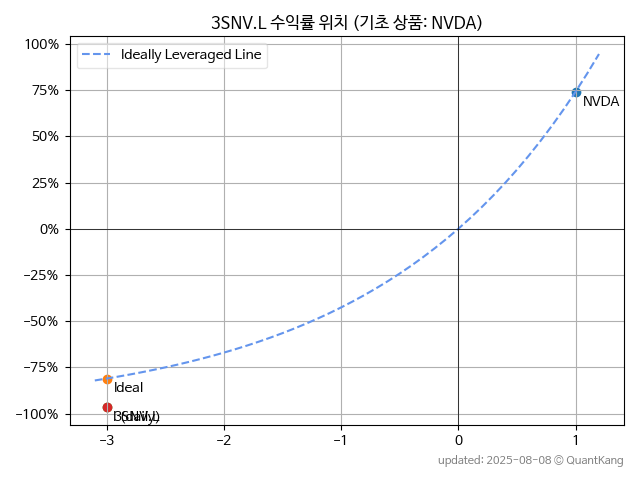 3SNV.L 수익률 위치 (기초 상품: NVDA)
100%
75%
50%
25%
0%
−25%
−50%
−75%
−100%
Ideally Leveraged Line
NVDA
Ideal
3SNV.L
−3
−2
−1
0
1
updated: 2025-08-08 © QuantKang